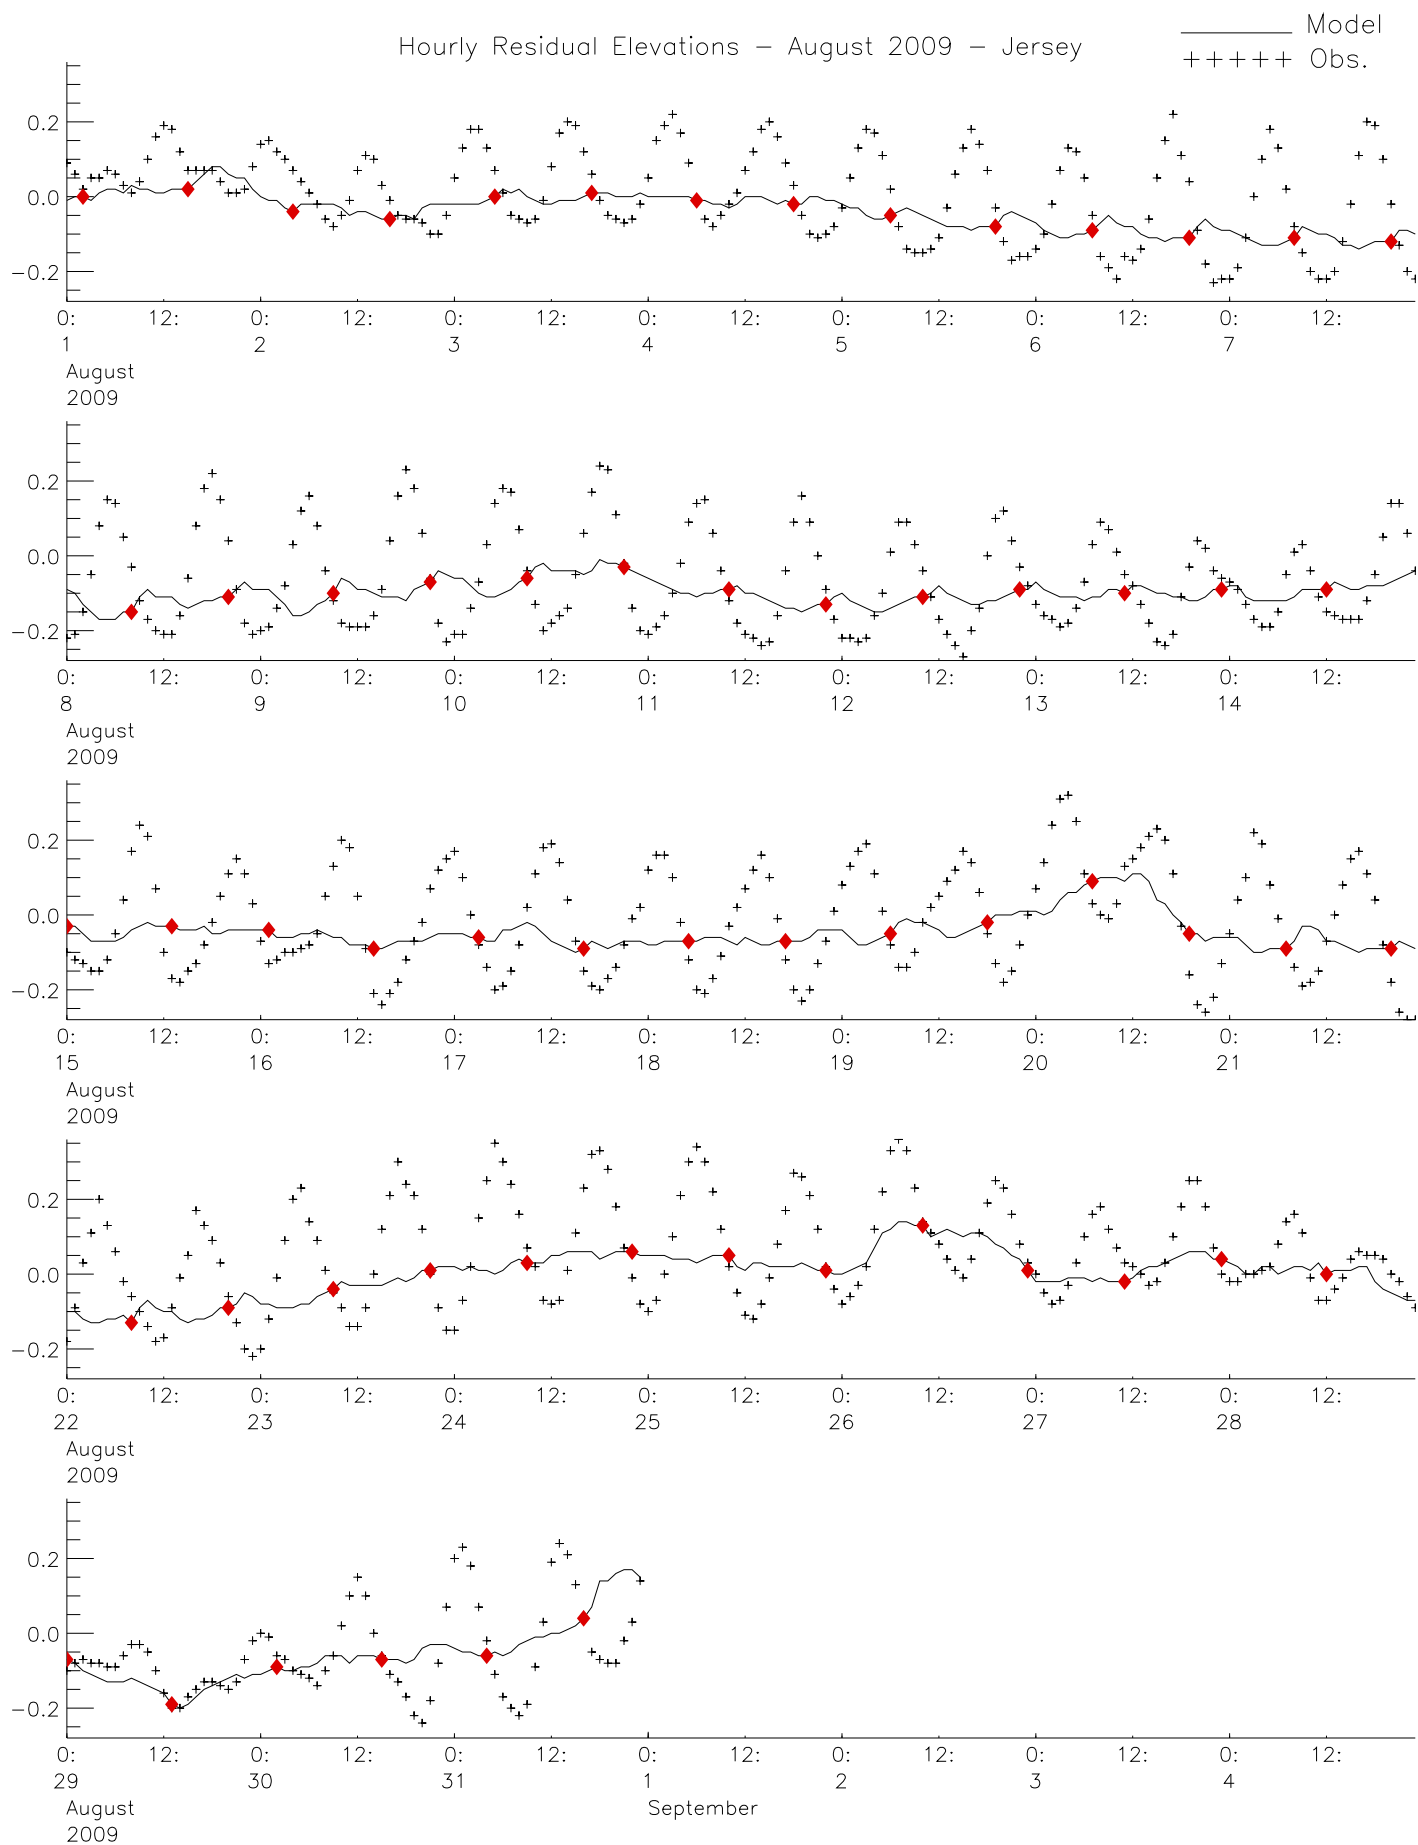 Hourly Residual Elevations – August 2009 – Jersey
Model
+++++ Obs.
0.2
0.0
−0.2
0: 12: 0: 12: 0: 12: 0: 12: 0: 12: 0: 12: 0: 12:
1 2 3 4 5 6 7
August
2009
0.2
0.0
−0.2
0: 12: 0: 12: 0: 12: 0: 12: 0: 12: 0: 12: 0: 12:
8 9 10 11 12 13 14
August
2009
0.2
0.0
−0.2
0: 12: 0: 12: 0: 12: 0: 12: 0: 12: 0: 12: 0: 12:
15 16 17 18 19 20 21
August
2009
0.2
0.0
−0.2
0: 12: 0: 12: 0: 12: 0: 12: 0: 12: 0: 12: 0: 12:
22 23 24 25 26 27 28
August
2009
0.2
0.0
−0.2
0: 12: 0: 12: 0: 12: 0: 12: 0: 12: 0: 12: 0: 12:
29 30 31 1 2 3 4
August September
2009